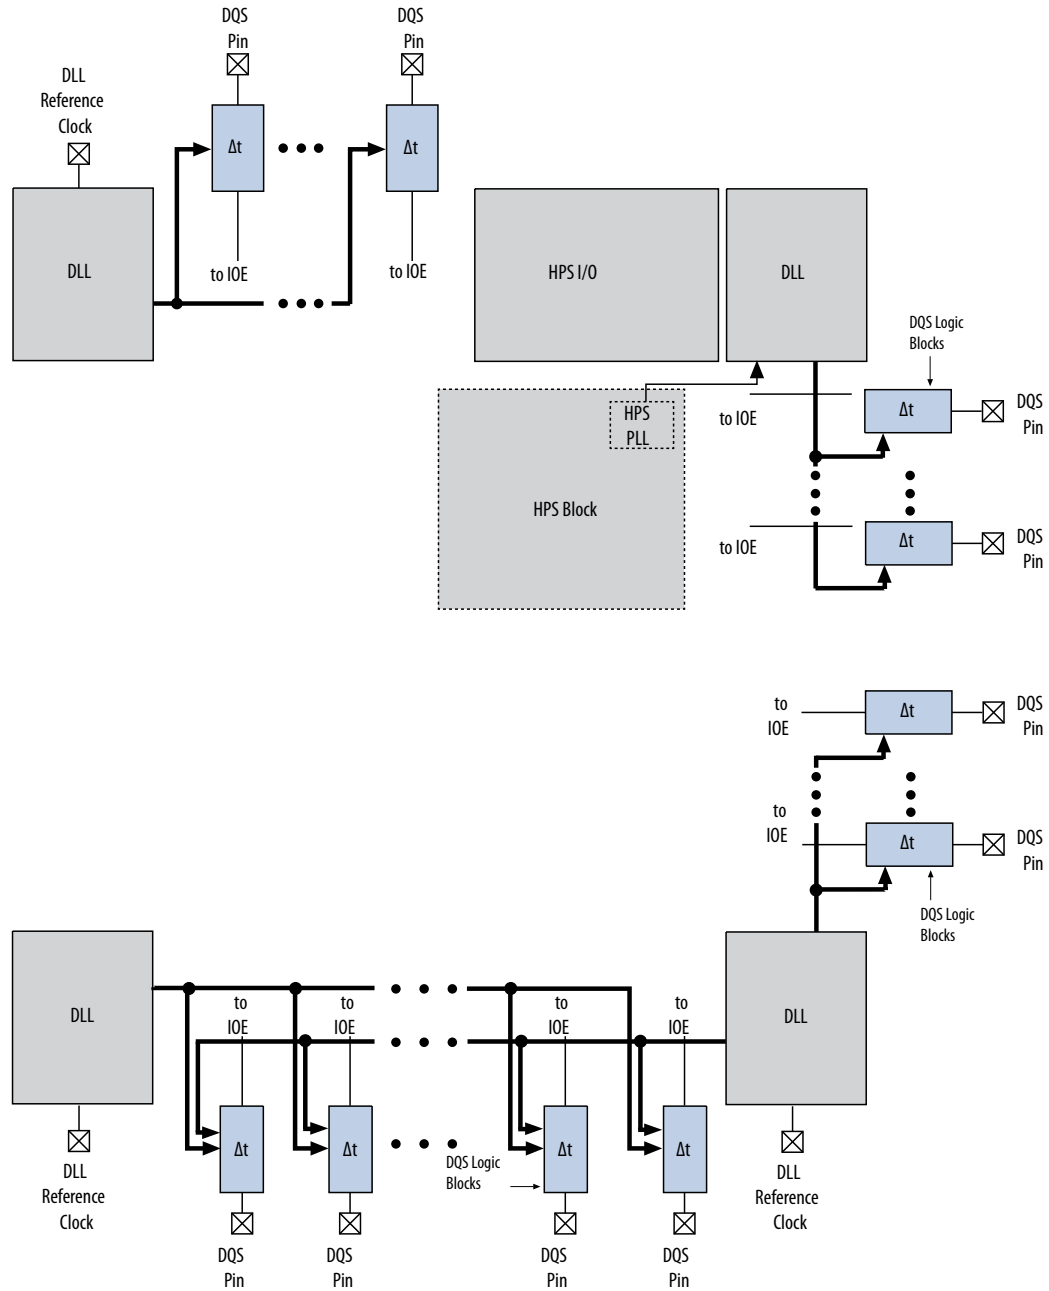 DQS
Pin
DQS
Pin
DLL
Reference
Clock
Δt
Δt
to IOE
to IOE
DLL
HPS I/O
DLL
DQS Logic
Blocks
Δt
DQS
Pin
to IOE
HPS
PLL
HPS Block
Δt
DQS
Pin
to IOE
to
IOE
Δt
DQS
Pin
to
IOE
Δt
DQS
Pin
DQS Logic
Blocks
DLL
to
IOE
to
IOE
to
IOE
to
IOE
DLL
Δt
Δt
Δt
Δt
DQS Logic
Blocks
DLL
Reference
Clock
DLL
Reference
Clock
DQS
Pin
DQS
Pin
DQS
Pin
DQS
Pin